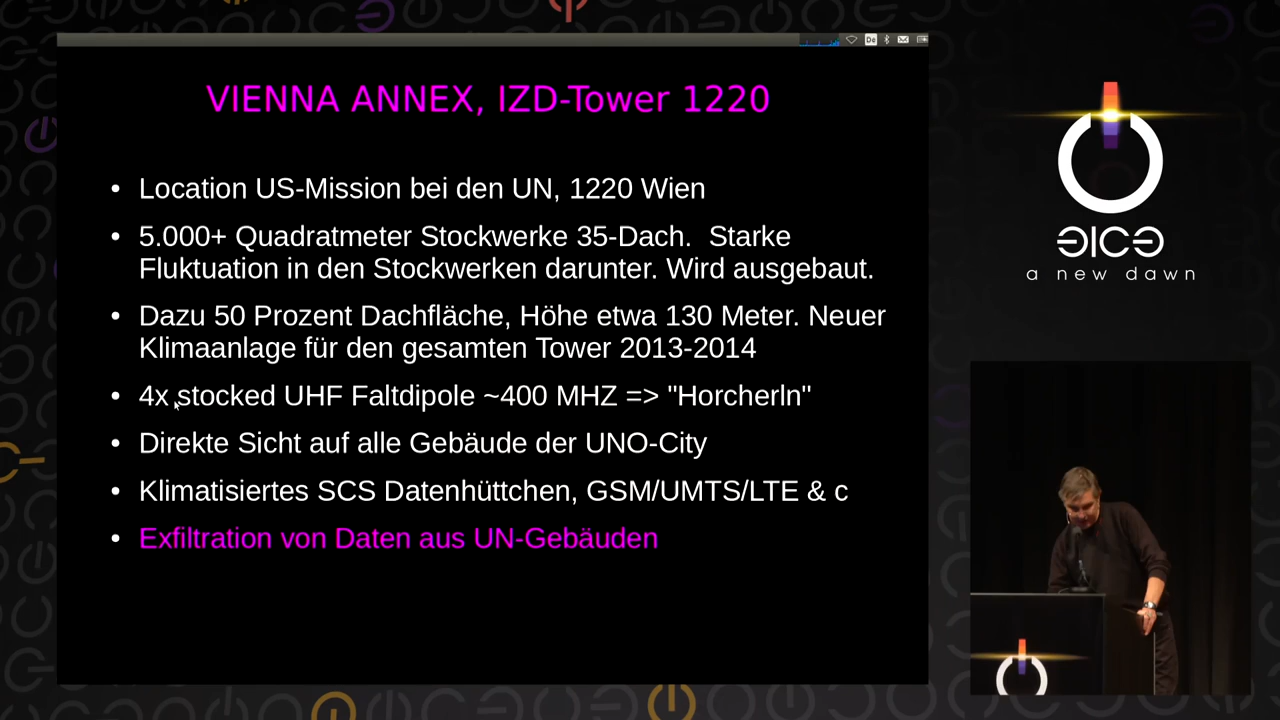 De
VIENNA ANNEX, IZD-Tower 1220
• Location US-Mission bei den UN, 1220 Wien
• 5.000+ Quadratmeter Stockwerke 35-Dach.  Starke
Fluktuation in den Stockwerken darunter. Wird ausgebaut.
• Dazu 50 Prozent Dachfläche, Höhe etwa 130 Meter. Neuer
Klimaanlage für den gesamten Tower 2013-2014
• 4x stocked UHF Faltdipole ~400 MHZ => "Horcherln"
• Direkte Sicht auf alle Gebäude der UNO-City
• Klimatisiertes SCS Datenhüttchen, GSM/UMTS/LTE & c
• Exfiltration von Daten aus UN-Gebäuden
ƎICƏ
a new dawn